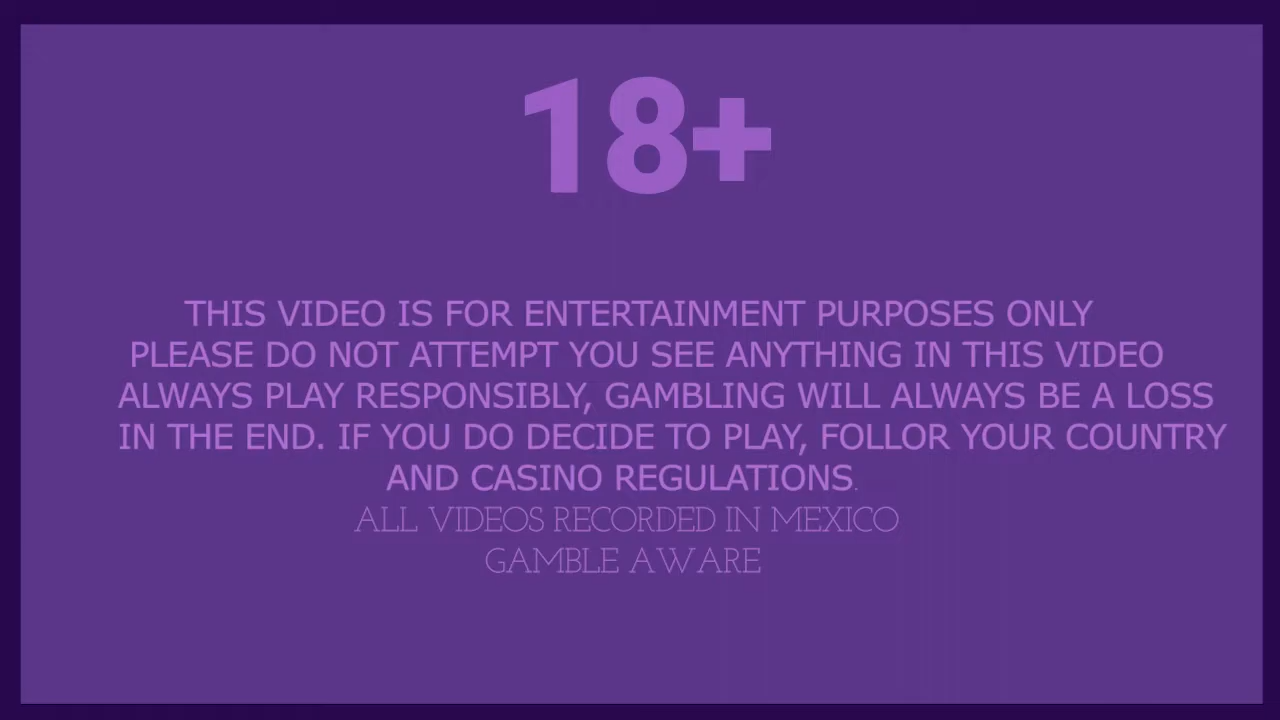 18+
THIS VIDEO IS FOR ENTERTAINMENT PURPOSES ONLY
PLEASE DO NOT ATTEMPT YOU SEE ANYTHING IN THIS VIDEO
ALWAYS PLAY RESPONSIBLY, GAMBLING WILL ALWAYS BE A LOSS
IN THE END. IF YOU DO DECIDE TO PLAY, FOLLOR YOUR COUNTRY
AND CASINO REGULATIONS.
ALL VIDEOS RECORDED IN MEXICO
GAMBLE AWARE